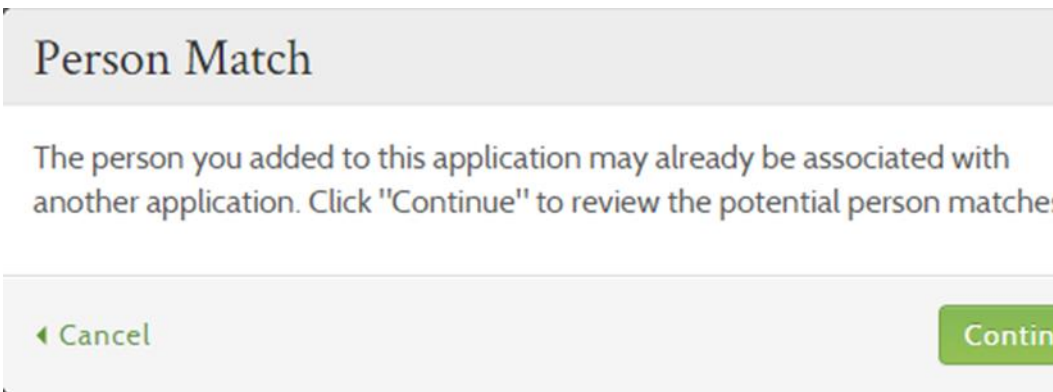 Person Match
The person you added to this application may already be associated with
another application. Click "Continue" to review the potential person matches
Cancel
Contin